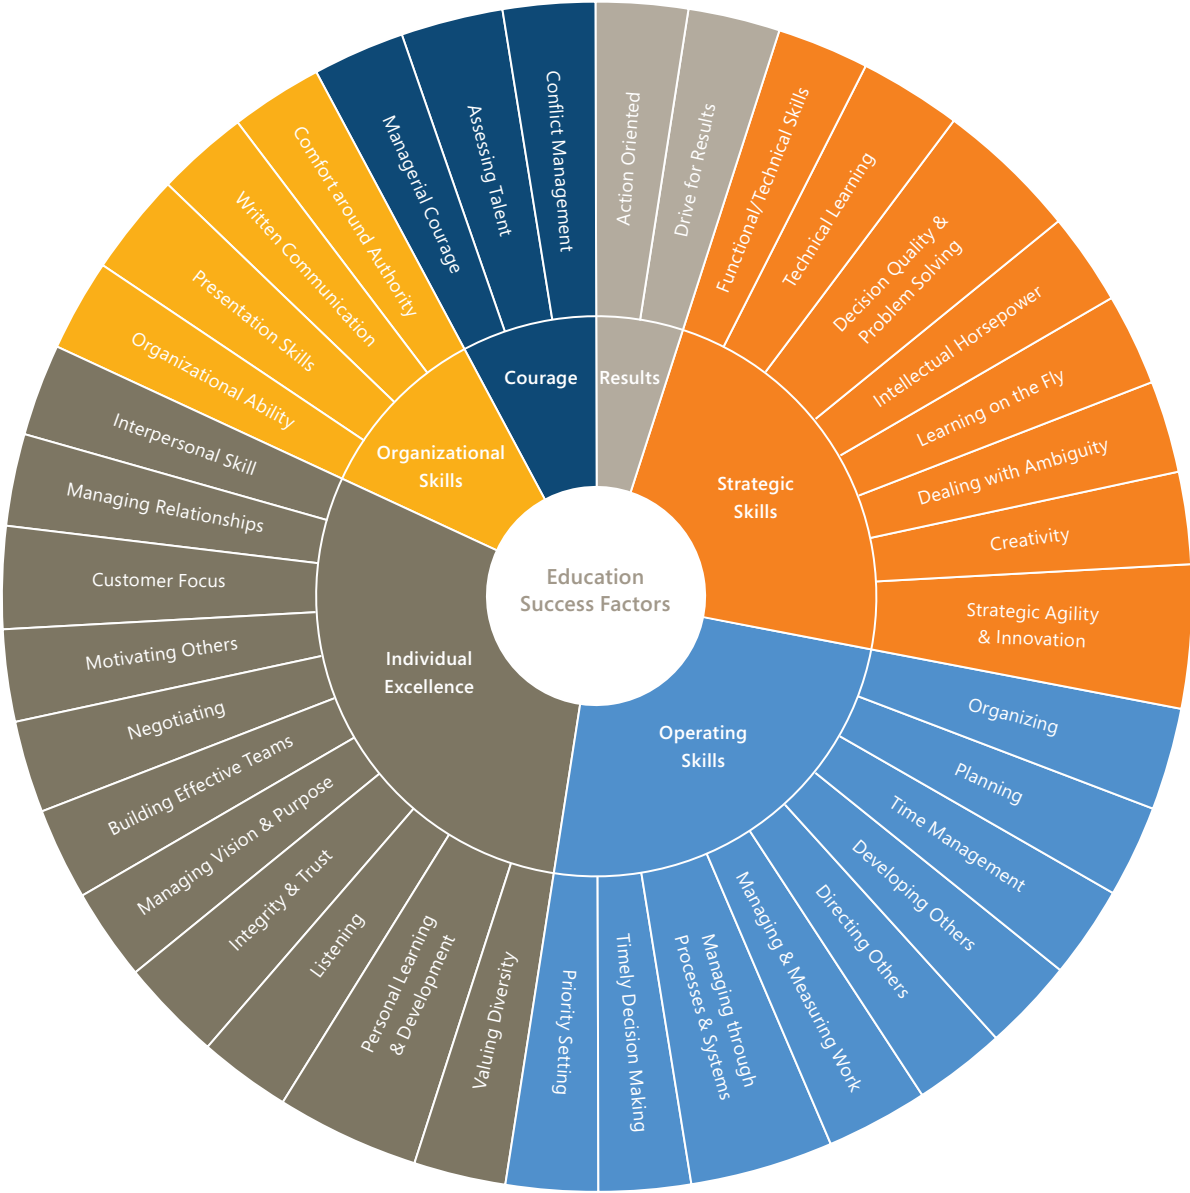 Education
Success Factors
Results
Action Oriented
Drive for Results
Strategic
Skills
Functional/Technical Skills
Technical Learning
Decision Quality &
Problem Solving
Intellectual Horsepower
Learning on the Fly
Dealing with Ambiguity
Creativity
Strategic Agility
& Innovation
Operating
Skills
Organizing
Planning
Time Management
Developing Others
Directing Others
Managing & Measuring Work
Managing through
Processes & Systems
Timely Decision Making
Priority Setting
Individual
Excellence
Valuing Diversity
Personal Learning
& Development
Listening
Integrity & Trust
Managing Vision & Purpose
Building Effective Teams
Negotiating
Motivating Others
Customer Focus
Managing Relationships
Interpersonal Skill
Organizational
Skills
Organizational Ability
Presentation Skills
Written Communication
Comfort around Authority
Courage
Managerial Courage
Assessing Talent
Conflict Management